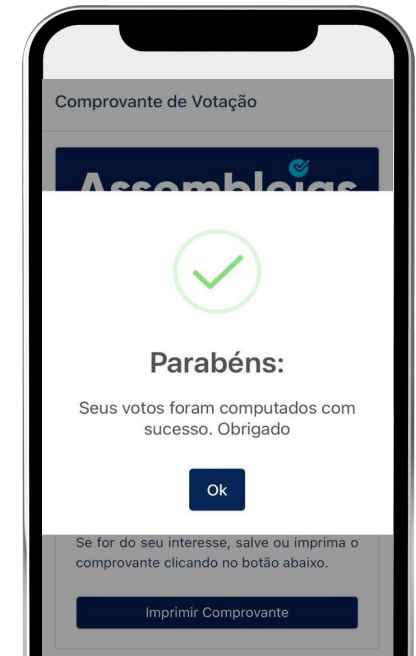 Comprovante de Votação
Assembleias
Parabéns:
Seus votos foram computados com
sucesso. Obrigado
Ok
Se for do seu interesse, salve ou imprima o
comprovante clicando no botão abaixo.
Imprimir Comprovante